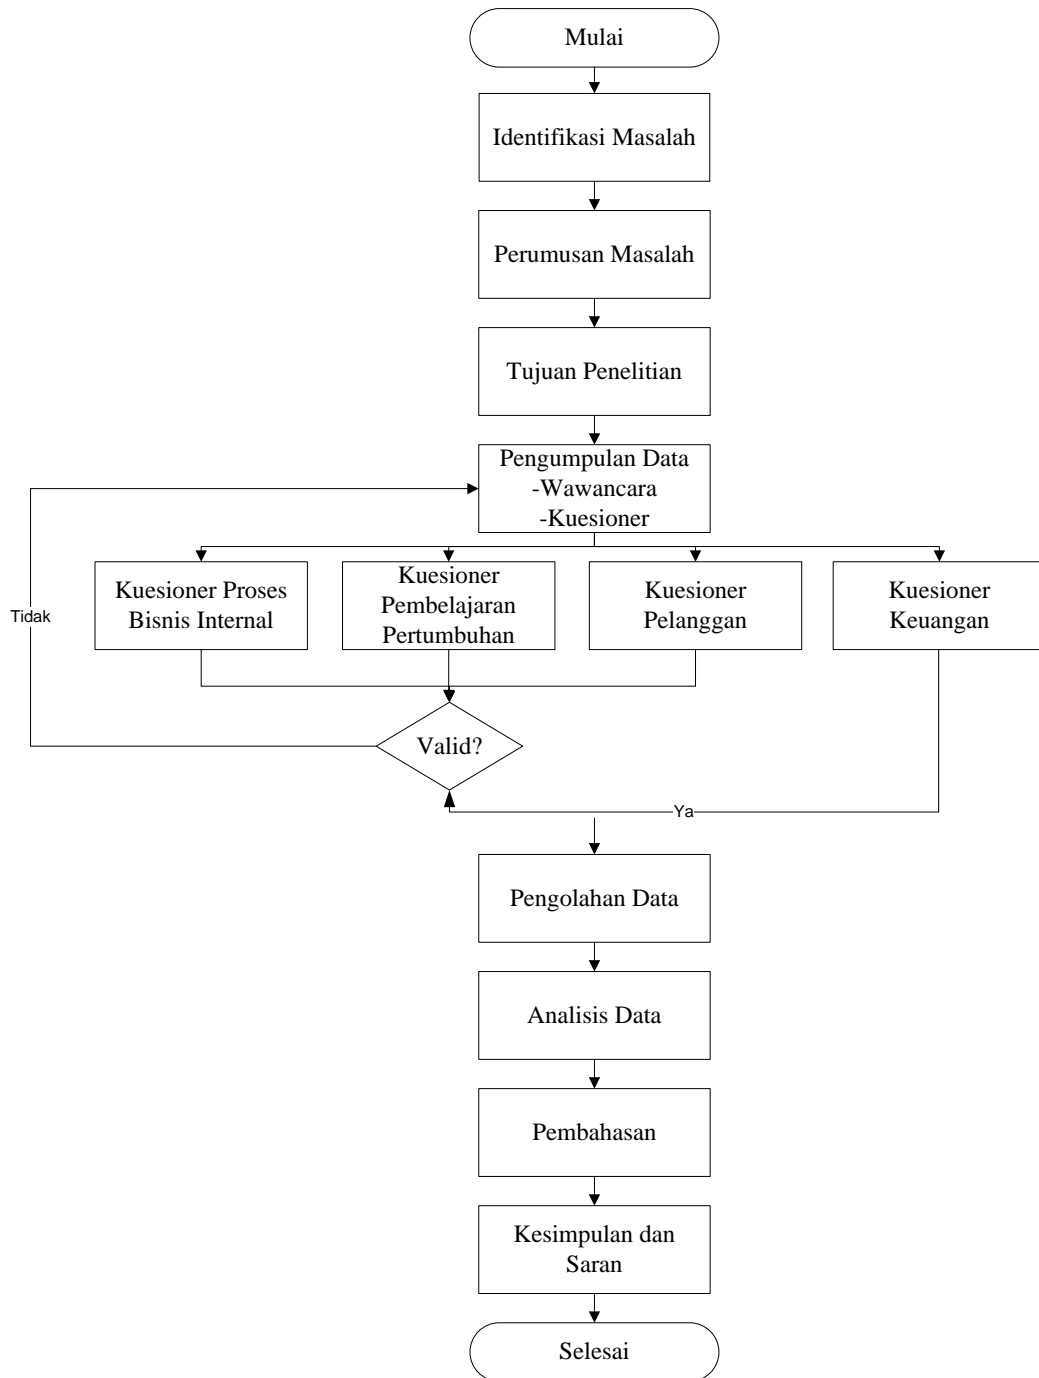 Mulai
Identifikasi Masalah
Perumusan Masalah
Tujuan Penelitian
Pengumpulan Data
-Wawancara
-Kuesioner
Kuesioner Proses
Bisnis Internal
Kuesioner
Pembelajaran
Pertumbuhan
Kuesioner
Pelanggan
Kuesioner
Keuangan
Tidak
Valid?
Ya
Pengolahan Data
Analisis Data
Pembahasan
Kesimpulan dan
Saran
Selesai